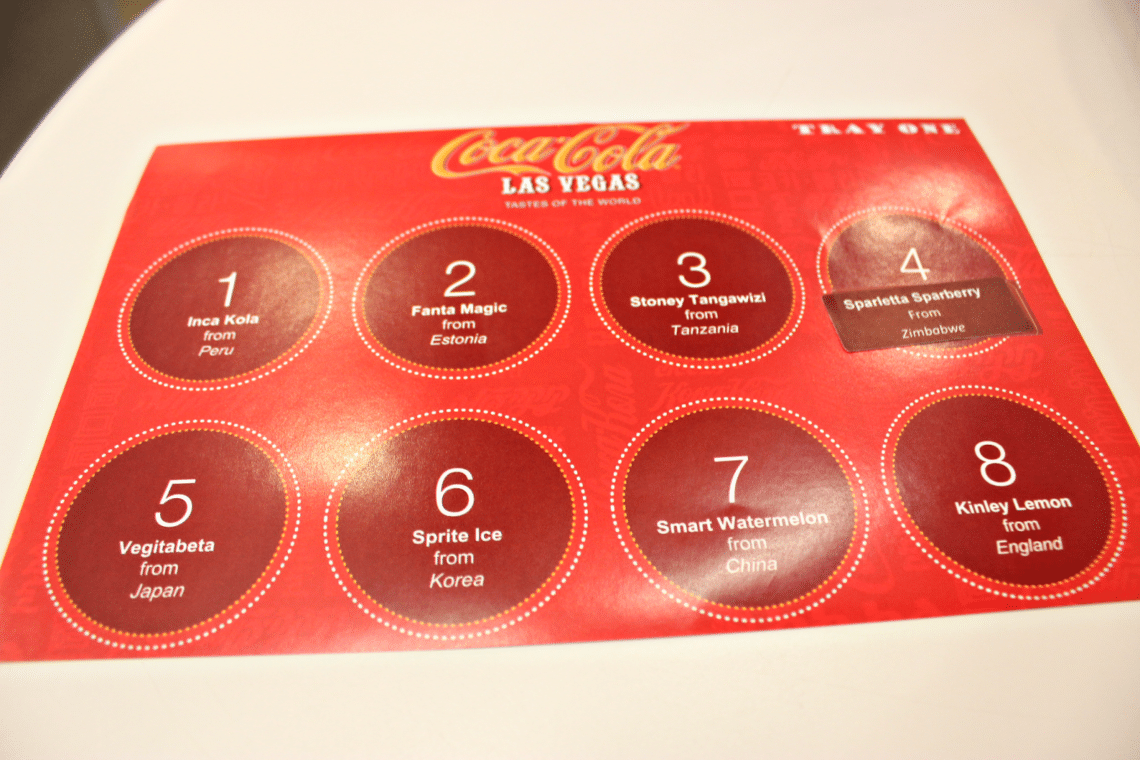 TRAY ONE
Coca-Cola
LAS VEGAS
TASTES OF THE WORLD
1
Inca Kola
from
Peru
2
Fanta Magic
from
Estonia
3
Stoney Tangawizi
from
Tanzania
4
Sparletta Sparberry
From
Zimbabwe
5
Vegitabeta
from
Japan
6
Sprite Ice
from
Korea
7
Smart Watermelon
from
China
8
Kinley Lemon
from
England